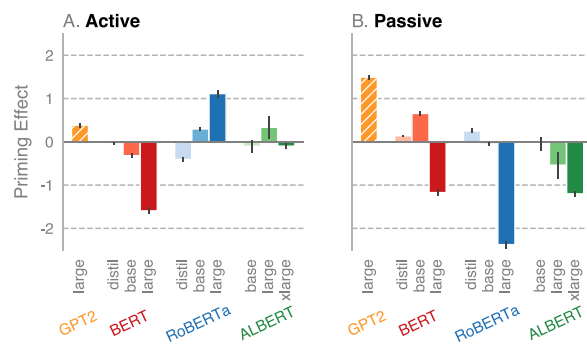 A. Active
B. Passive
Priming Effect
2
1
0
-1
-2
large
distil
base
large
distil
base
large
base
large
xlarge
GPT2
BERT
RoBERTa
ALBERT
large
distil
base
large
distil
base
large
base
large
xlarge
GPT2
BERT
RoBERTa
ALBERT